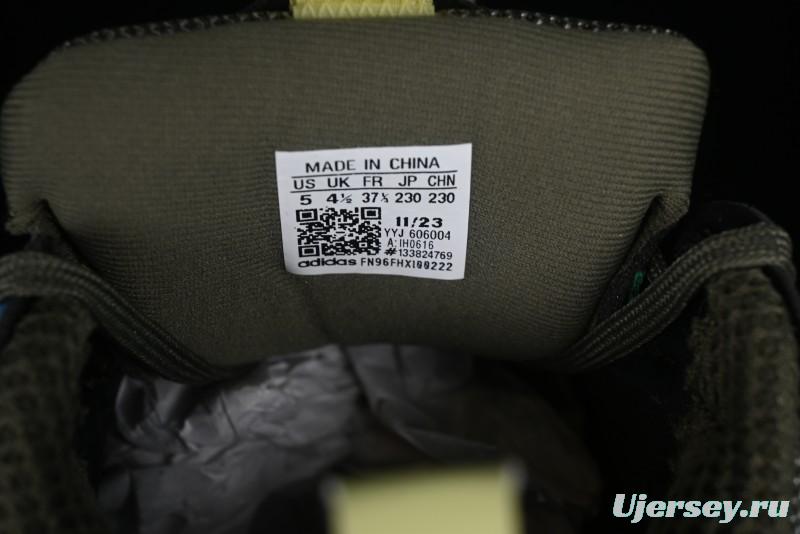 MADE IN CHINA
US UK FR JP CHN
5 4½ 37⅓ 230 230
11/23
YYJ 606004
A:IH0616
#133824769
adidas FN96FHXI00222
Ujersey.ru